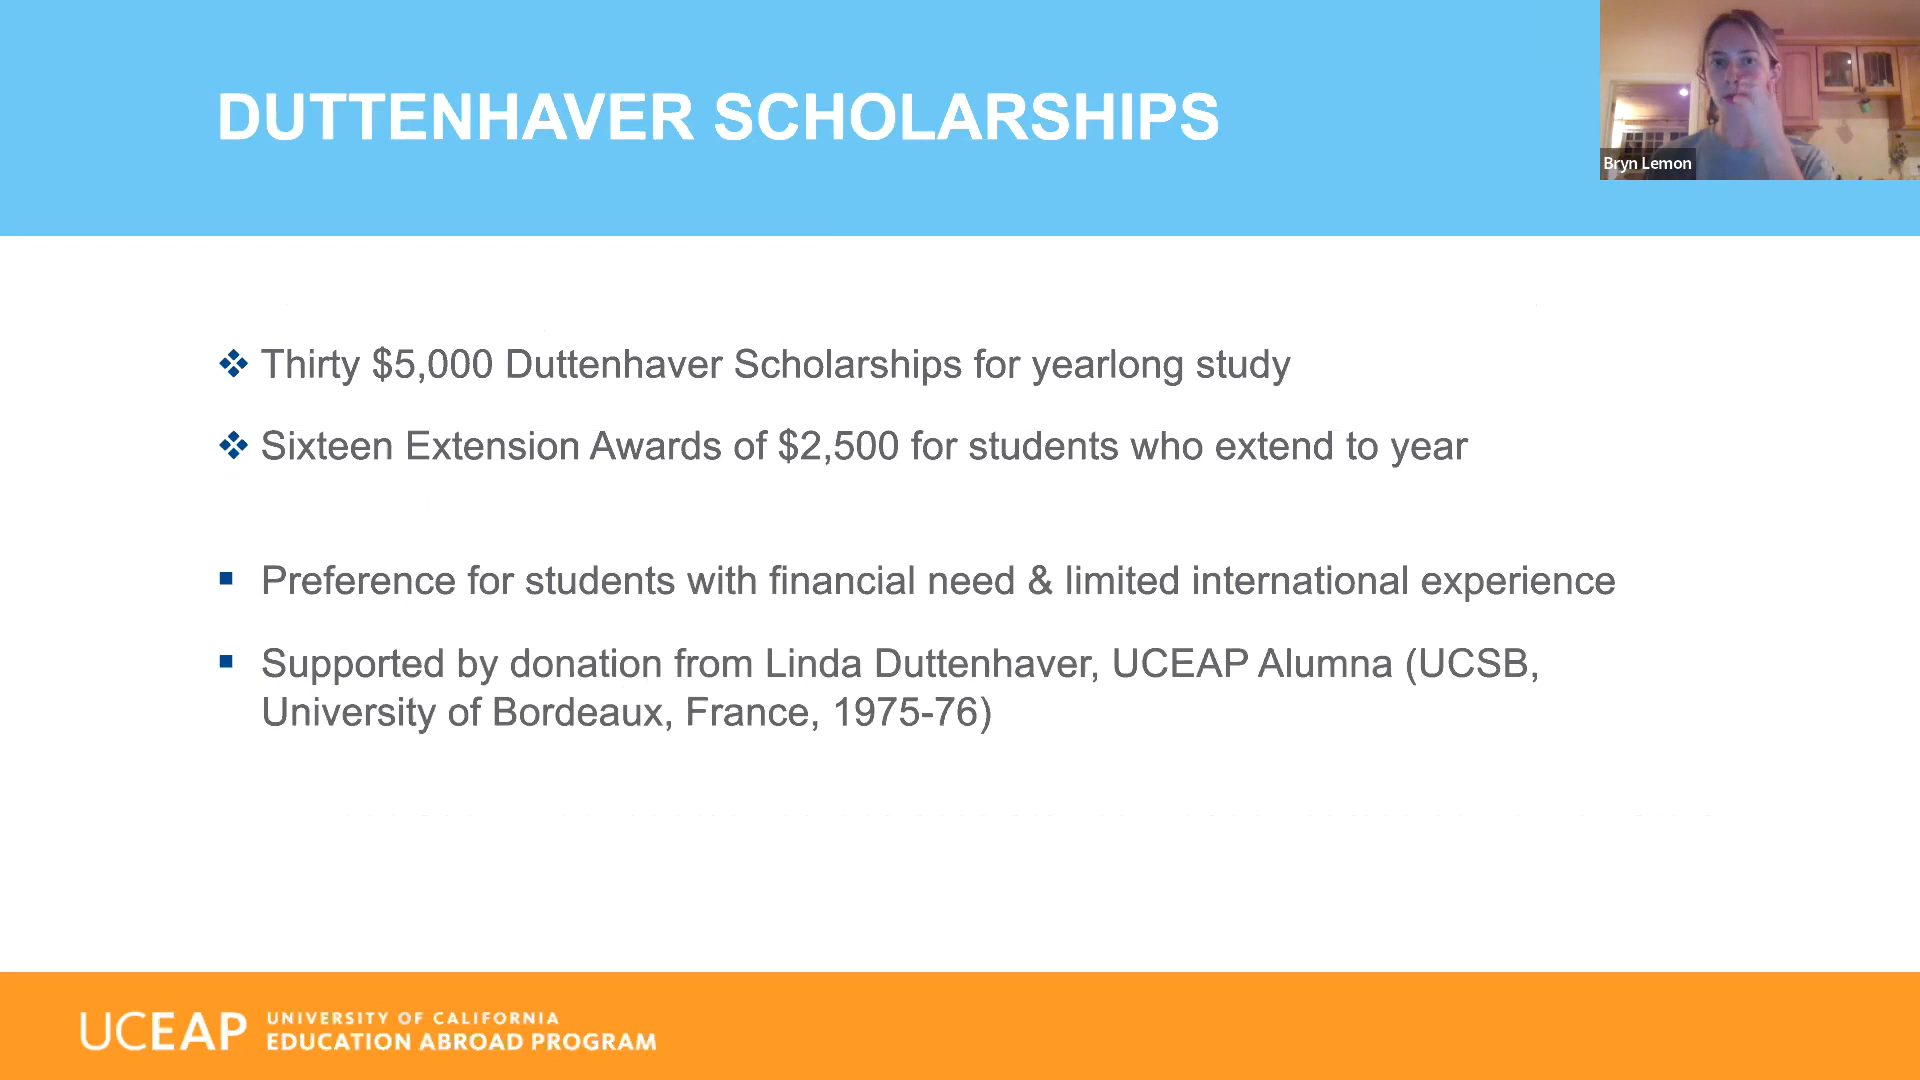 DUTTENHAVER SCHOLARSHIPS
Bryn Lemon
Thirty $5,000 Duttenhaver Scholarships for yearlong study
Sixteen Extension Awards of $2,500 for students who extend to year
Preference for students with financial need & limited international experience
Supported by donation from Linda Duttenhaver, UCEAP Alumna (UCSB,
University of Bordeaux, France, 1975-76)
UCEAP
UNIVERSITY OF CALIFORNIA
EDUCATION ABROAD PROGRAM